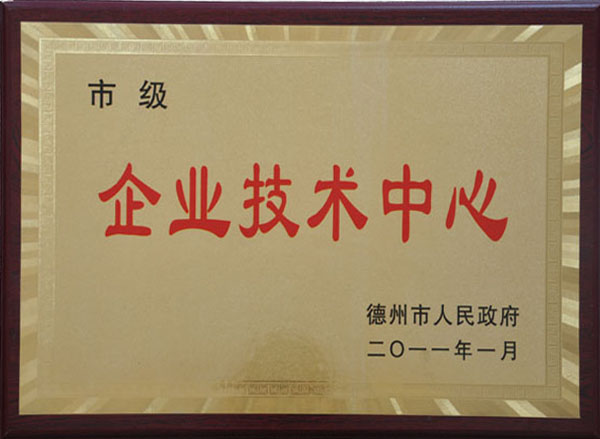 市级
企业技术中心
德州市人民政府
二〇一一年一月